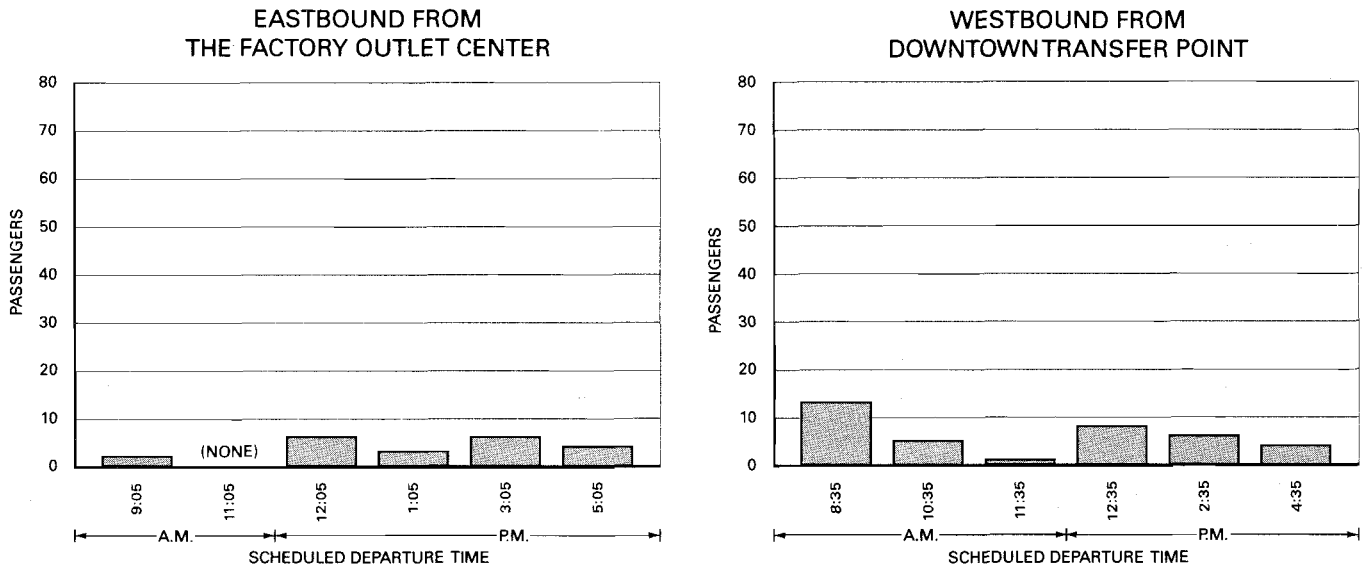 EASTBOUND FROM
THE FACTORY OUTLET CENTER
80
70
60
50
40
30
20
10
0
PASSENGERS
(NONE)
9:05
11:05
12:05
1:05
3:05
5:05
A.M.
P.M.
SCHEDULED DEPARTURE TIME
WESTBOUND FROM
DOWNTOWN TRANSFER POINT
80
70
60
50
40
30
20
10
0
PASSENGERS
8:35
10:35
11:35
12:35
2:35
4:35
A.M.
P.M.
SCHEDULED DEPARTURE TIME